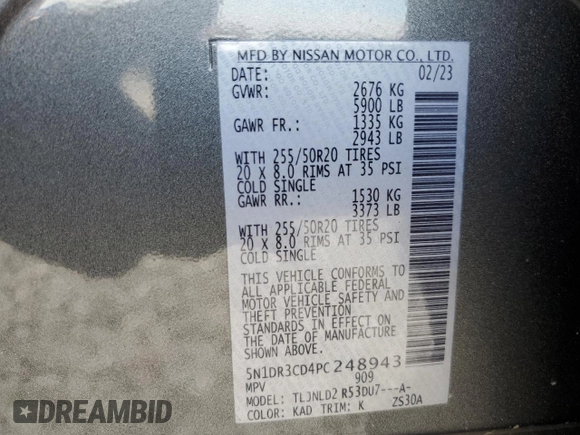 MFD BY NISSAN MOTOR CO., LTD.
DATE: 02/23
GVWR: 2676 KG
5900 LB
GAWR FR.: 1335 KG
2943 LB
WITH 255/50R20 TIRES
20 X 8.0 RIMS AT 35 PSI
COLD SINGLE
GAWR RR.: 1530 KG
3373 LB
WITH 255/50R20 TIRES
20 X 8.0 RIMS AT 35 PSI
COLD SINGLE
THIS VEHICLE CONFORMS TO
ALL APPLICABLE FEDERAL
MOTOR VEHICLE SAFETY AND
THEFT PREVENTION
STANDARDS IN EFFECT ON
THE DATE OF MANUFACTURE
SHOWN ABOVE.
5N1DR3CD4PC248943
MPV 909
MODEL: TLJNLD2 R53DU7---A-
COLOR: KAD TRIM: K ZS30A
DEALERSCOPE.AI